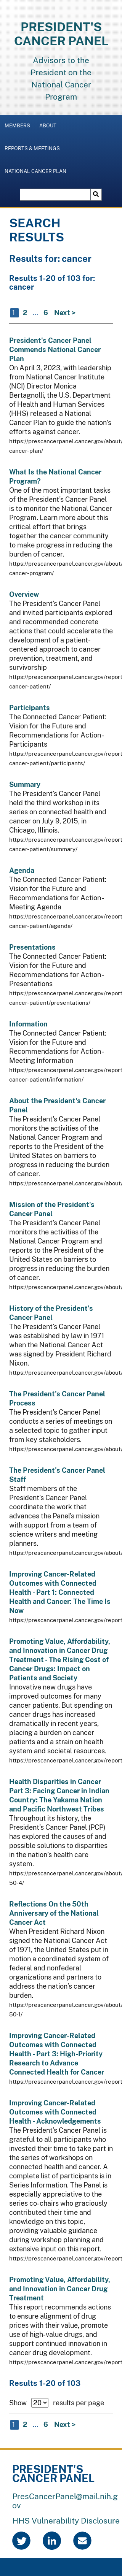 PRESIDENT'S
CANCER PANEL
Advisors to the
President on the
National Cancer
Program
MEMBERS ABOUT
REPORTS & MEETINGS
NATIONAL CANCER PLAN
SEARCH
RESULTS
Results for: cancer
Results 1-20 of 103 for:
cancer
1 2 ... 6 Next >
President's Cancer Panel
Commends National Cancer
Plan
On April 3, 2023, with leadership
from National Cancer Institute
(NCI) Director Monica
Bertagnolli, the U.S. Department
of Health and Human Services
(HHS) released a National
Cancer Plan to guide the nation's
efforts against cancer.
https://prescancerpanel.cancer.gov/about/
cancer-plan/
What Is the National Cancer
Program?
One of the most important tasks
of the President's Cancer Panel
is to monitor the National Cancer
Program. Learn more about this
critical effort that brings
together the cancer community
to make progress in reducing the
burden of cancer.
https://prescancerpanel.cancer.gov/about/
cancer-program/
Overview
The President's Cancer Panel
and invited participants explored
and recommended concrete
actions that could accelerate the
development of a patient-
centered approach to cancer
prevention, treatment, and
survivorship
https://prescancerpanel.cancer.gov/report
cancer-patient/
Participants
The Connected Cancer Patient:
Vision for the Future and
Recommendations for Action -
Participants
https://prescancerpanel.cancer.gov/report
cancer-patient/participants/
Summary
The President's Cancer Panel
held the third workshop in its
series on connected health and
cancer on July 9, 2015, in
Chicago, Illinois.
https://prescancerpanel.cancer.gov/report
cancer-patient/summary/
Agenda
The Connected Cancer Patient:
Vision for the Future and
Recommendations for Action -
Meeting Agenda
https://prescancerpanel.cancer.gov/report
cancer-patient/agenda/
Presentations
The Connected Cancer Patient:
Vision for the Future and
Recommendations for Action -
Presentations
https://prescancerpanel.cancer.gov/report
cancer-patient/presentations/
Information
The Connected Cancer Patient:
Vision for the Future and
Recommendations for Action -
Meeting Information
https://prescancerpanel.cancer.gov/report
cancer-patient/information/
About the President's Cancer
Panel
The President's Cancer Panel
monitors the activities of the
National Cancer Program and
reports to the President of the
United States on barriers to
progress in reducing the burden
of cancer.
https://prescancerpanel.cancer.gov/about/
Mission of the President's
Cancer Panel
The President's Cancer Panel
monitors the activities of the
National Cancer Program and
reports to the President of the
United States on barriers to
progress in reducing the burden
of cancer.
https://prescancerpanel.cancer.gov/about/
History of the President's
Cancer Panel
The President's Cancer Panel
was established by law in 1971
when the National Cancer Act
was signed by President Richard
Nixon.
https://prescancerpanel.cancer.gov/about/
The President's Cancer Panel
Process
The President's Cancer Panel
conducts a series of meetings on
a selected topic to gather input
from key stakeholders.
https://prescancerpanel.cancer.gov/about/
The President's Cancer Panel
Staff
Staff members of the
President's Cancer Panel
coordinate the work that
advances the Panel's mission
with support from a team of
science writers and meeting
planners.
https://prescancerpanel.cancer.gov/about/
Improving Cancer-Related
Outcomes with Connected
Health - Part 1: Connected
Health and Cancer: The Time Is
Now
https://prescancerpanel.cancer.gov/report
Promoting Value, Affordability,
and Innovation in Cancer Drug
Treatment - The Rising Cost of
Cancer Drugs: Impact on
Patients and Society
Innovative new drugs have
improved outcomes for many
cancer patients. But spending on
cancer drugs has increased
dramatically in recent years,
placing a burden on cancer
patients and a strain on health
system and societal resources.
https://prescancerpanel.cancer.gov/report
Health Disparities in Cancer
Part 3: Facing Cancer in Indian
Country: The Yakama Nation
and Pacific Northwest Tribes
Throughout its history, the
President's Cancer Panel (PCP)
has explored the causes of and
possible solutions to disparities
in the nation's healthcare
system.
https://prescancerpanel.cancer.gov/about/
50-4/
Reflections On the 50th
Anniversary of the National
Cancer Act
When President Richard Nixon
signed the National Cancer Act
of 1971, the United States put in
motion a coordinated system of
federal and nonfederal
organizations and partners to
address the nation's cancer
burden.
https://prescancerpanel.cancer.gov/about/
50-1/
Improving Cancer-Related
Outcomes with Connected
Health - Part 3: High-Priority
Research to Advance
Connected Health for Cancer
https://prescancerpanel.cancer.gov/report
Improving Cancer-Related
Outcomes with Connected
Health - Acknowledgements
The President's Cancer Panel is
grateful to all participants who
invested their time in the series
of workshops on connected
health and cancer. A complete
list of participants is in Series
Information. The Panel is
especially appreciative to the
series co-chairs who graciously
contributed their time and
knowledge on this topic,
providing valuable guidance
during workshop planning and
extensive input on this report.
https://prescancerpanel.cancer.gov/report
Promoting Value, Affordability,
and Innovation in Cancer Drug
Treatment
This report recommends actions
to ensure alignment of drug
prices with their value, patient
use of high-value drugs, and
support continued innovation in
cancer drug development.
https://prescancerpanel.cancer.gov/report
Results 1-20 of 103
Show 20 results per page
1 2 ... 6 Next >
PRESIDENT'S
CANCER PANEL
PresCancerPanel@mail.nih.g
ov
HHS Vulnerability Disclosure